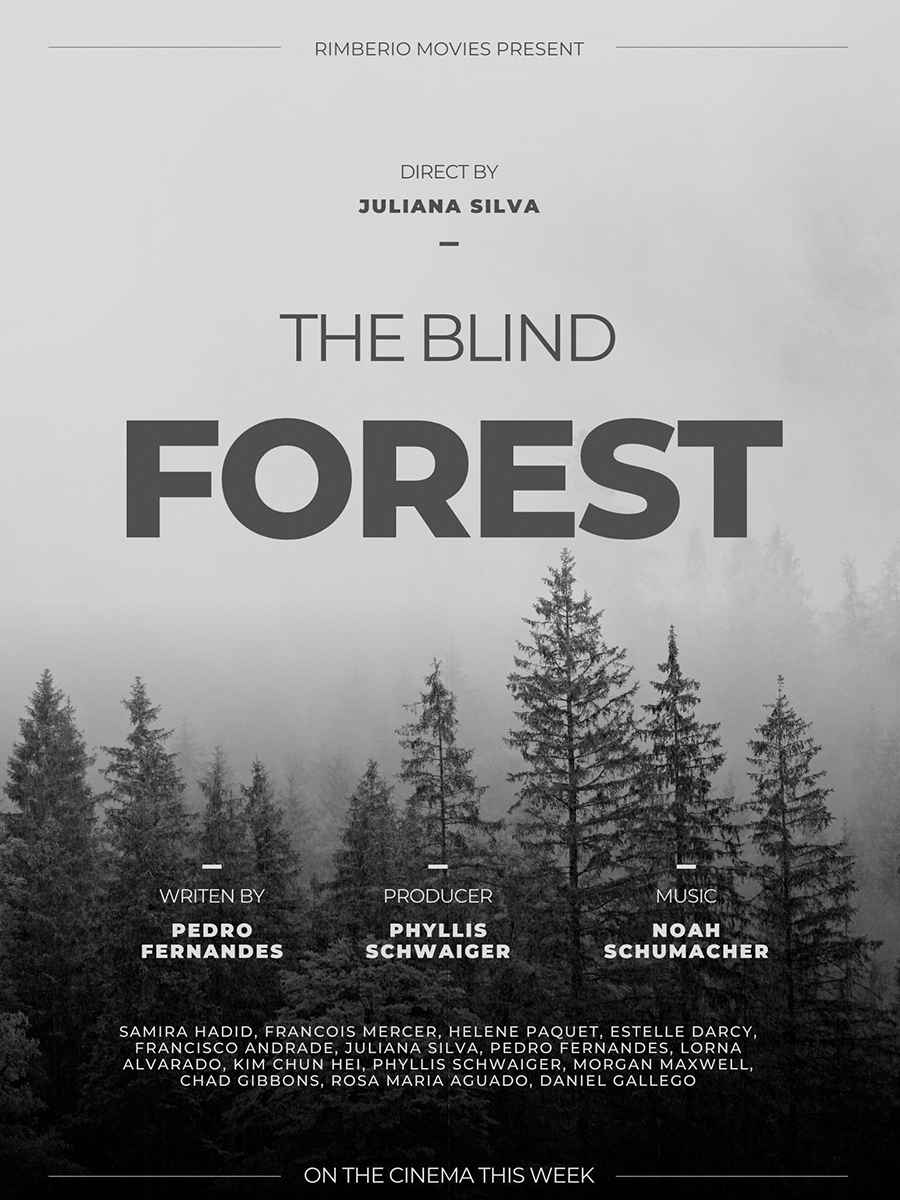 RIMBERIO MOVIES PRESENT
DIRECT BY
JULIANA SILVA
THE BLIND
FOREST
WRITEN BY
PEDRO
FERNANDES
PRODUCER
PHYLLIS
SCHWAIGER
MUSIC
NOAH
SCHUMACHER
SAMIRA HADID, FRANCOIS MERCER, HELENE PAQUET, ESTELLE DARCY,
FRANCISCO ANDRADE, JULIANA SILVA, PEDRO FERNANDES, LORNA
ALVARADO, KIM CHUN HEI, PHYLLIS SCHWAIGER, MORGAN MAXWELL,
CHAD GIBBONS, ROSA MARIA AGUADO, DANIEL GALLEGO
ON THE CINEMA THIS WEEK